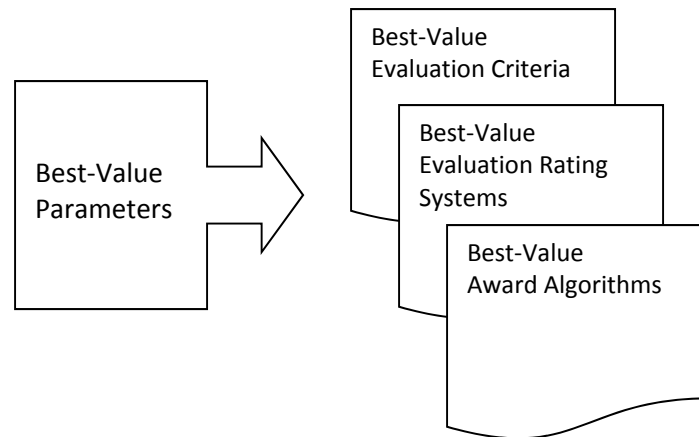 Best-Value
Parameters
Best-Value
Evaluation Criteria
Best-Value
Evaluation Rating
Systems
Best-Value
Award Algorithms